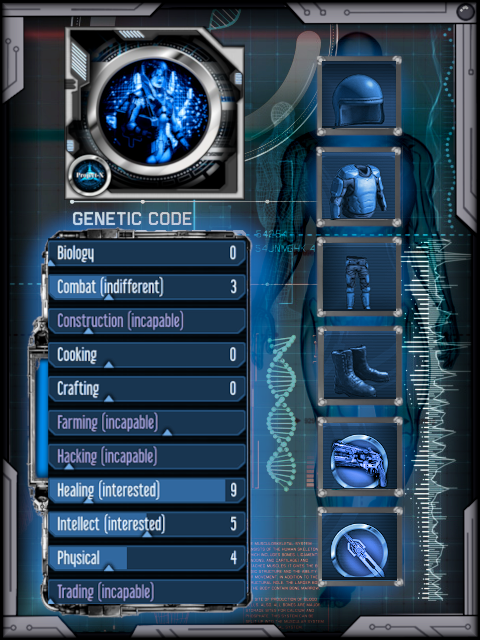 Project-X
GENETIC CODE
Biology 0
Combat (indifferent) 3
Construction (incapable)
Cooking 0
Crafting 0
Farming (incapable)
Hacking (incapable)
Healing (interested) 9
Intellect (interested) 5
Physical 4
Trading (incapable)